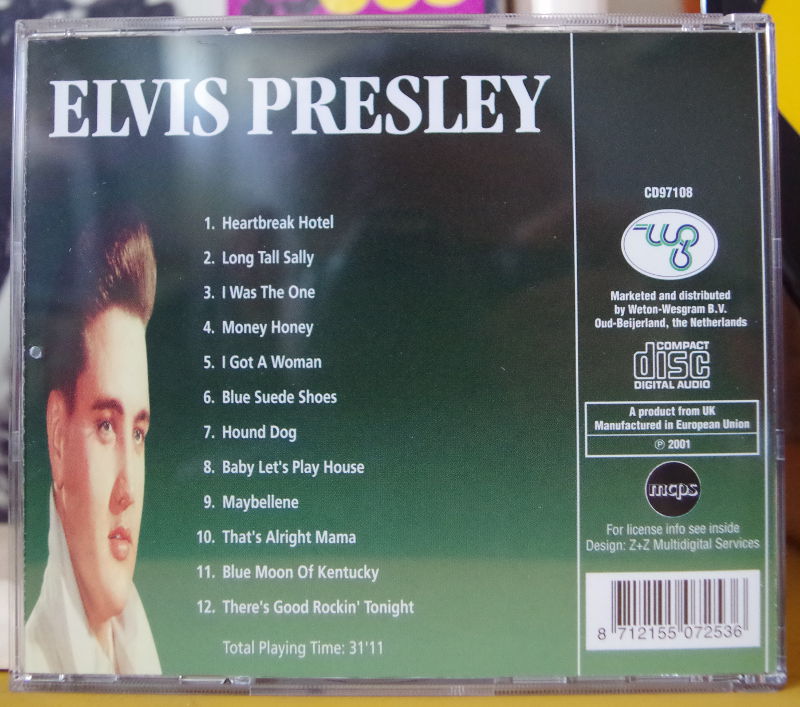 ELVIS PRESLEY
1. Heartbreak Hotel
2. Long Tall Sally
3. I Was The One
4. Money Honey
5. I Got A Woman
6. Blue Suede Shoes
7. Hound Dog
8. Baby Let's Play House
9. Maybellene
10. That's Alright Mama
11. Blue Moon Of Kentucky
12. There's Good Rockin' Tonight
Total Playing Time: 31'11
CD97108
Marketed and distributed
by Weton-Wesgram B.V.
Oud-Beijerland, the Netherlands
COMPACT
disc
DIGITAL AUDIO
A product from UK
Manufactured in European Union
℗ 2001
mcps
For license info see inside
Design: Z+Z Multidigital Services
8 712155 072536